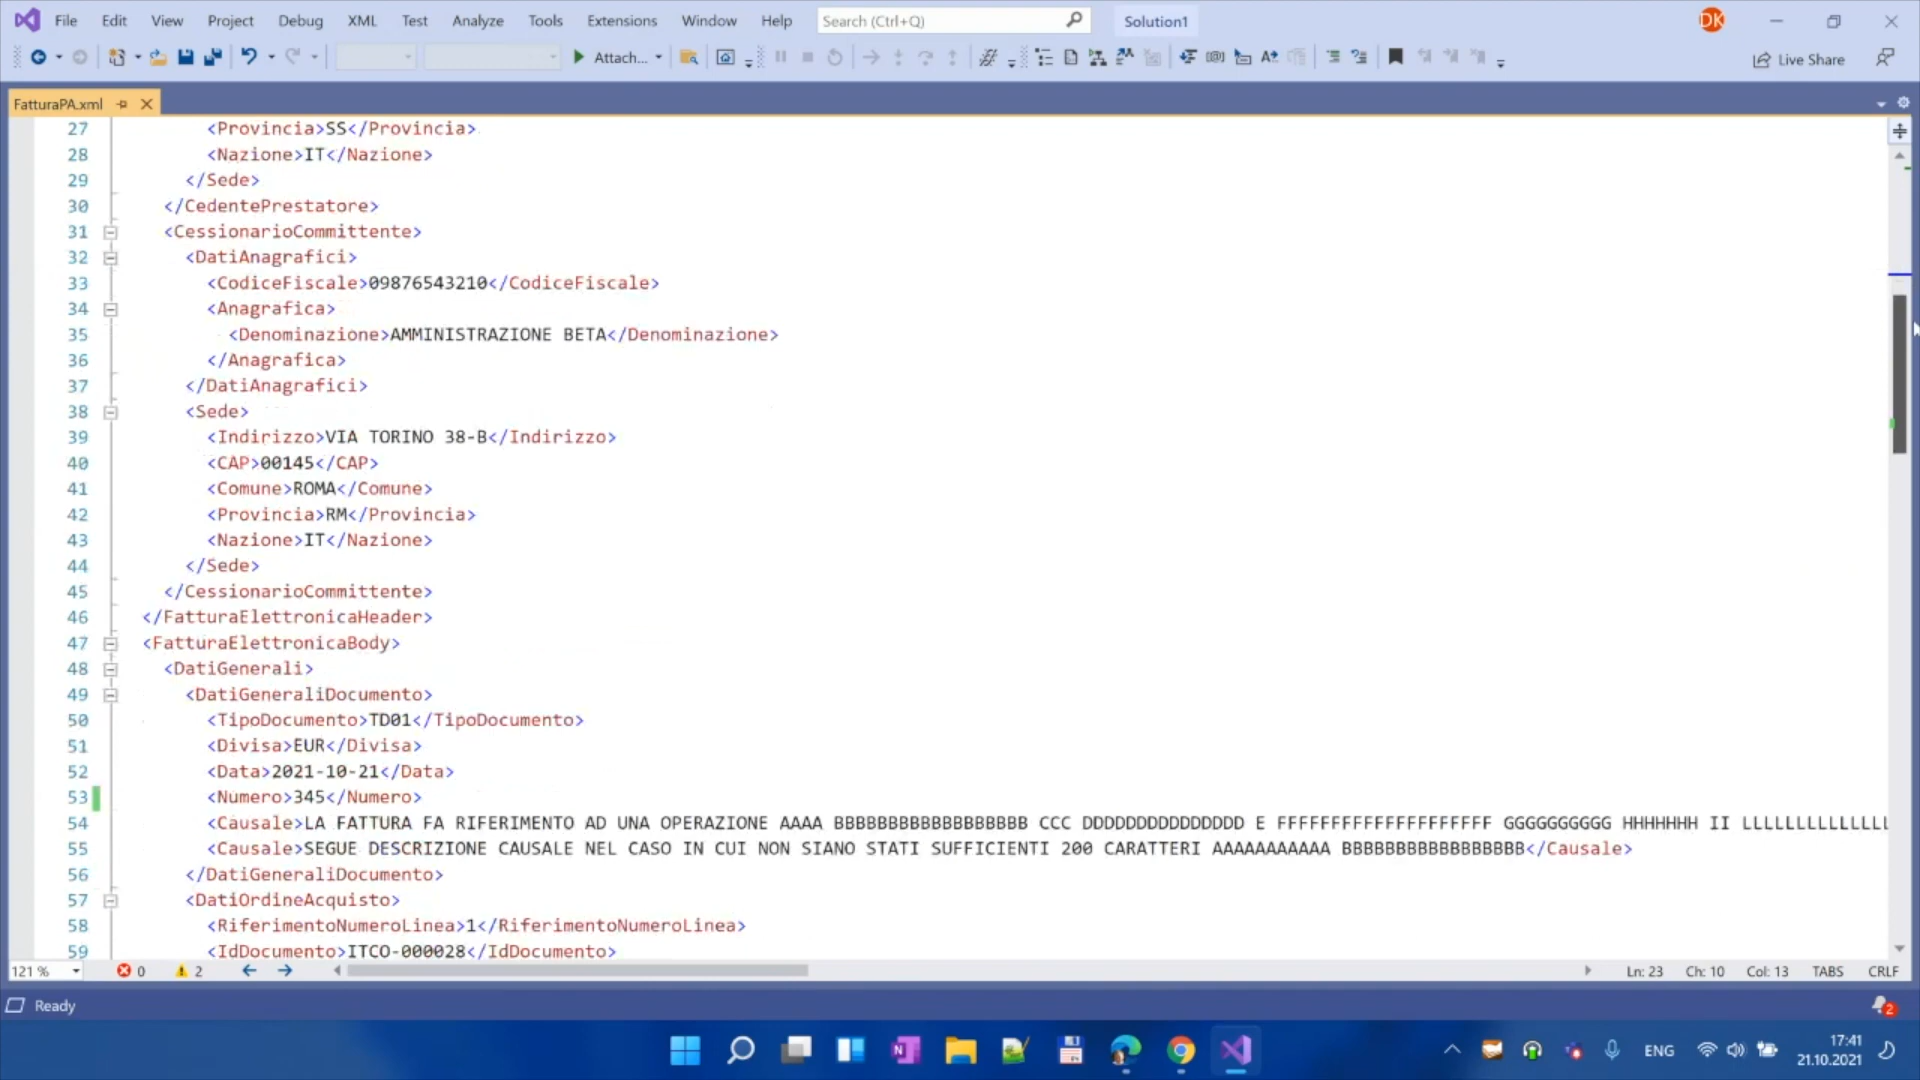 File Edit View Project Debug XML Test Analyze Tools Extensions Window Help Search (Ctrl+Q) Solution1 DK
Attach... Live Share
FatturaPA.xml
27 <Provincia>SS</Provincia>
28 <Nazione>IT</Nazione>
29 </Sede>
30 </CedentePrestatore>
31 <CessionarioCommittente>
32 <DatiAnagrafici>
33 <CodiceFiscale>09876543210</CodiceFiscale>
34 <Anagrafica>
35 <Denominazione>AMMINISTRAZIONE BETA</Denominazione>
36 </Anagrafica>
37 </DatiAnagrafici>
38 <Sede>
39 <Indirizzo>VIA TORINO 38-B</Indirizzo>
40 <CAP>00145</CAP>
41 <Comune>ROMA</Comune>
42 <Provincia>RM</Provincia>
43 <Nazione>IT</Nazione>
44 </Sede>
45 </CessionarioCommittente>
46 </FatturaElettronicaHeader>
47 <FatturaElettronicaBody>
48 <DatiGenerali>
49 <DatiGeneraliDocumento>
50 <TipoDocumento>TD01</TipoDocumento>
51 <Divisa>EUR</Divisa>
52 <Data>2021-10-21</Data>
53 <Numero>345</Numero>
54 <Causale>LA FATTURA FA RIFERIMENTO AD UNA OPERAZIONE AAAA BBBBBBBBBBBBBBBBBB CCC DDDDDDDDDDDDDDD E FFFFFFFFFFFFFFFFFFFF GGGGGGGGGG HHHHHHH II LLLLLLLLLLLLLL
55 <Causale>SEGUE DESCRIZIONE CAUSALE NEL CASO IN CUI NON SIANO STATI SUFFICIENTI 200 CARATTERI AAAAAAAAAAA BBBBBBBBBBBBBBBBB</Causale>
56 </DatiGeneraliDocumento>
57 <DatiOrdineAcquisto>
58 <RiferimentoNumeroLinea>1</RiferimentoNumeroLinea>
59 <IdDocumento>ITCO-000028</IdDocumento>
121 % 0 2 Ln: 23 Ch: 10 Col: 13 TABS CRLF
Ready 2
ENG 17:41
21.10.2021